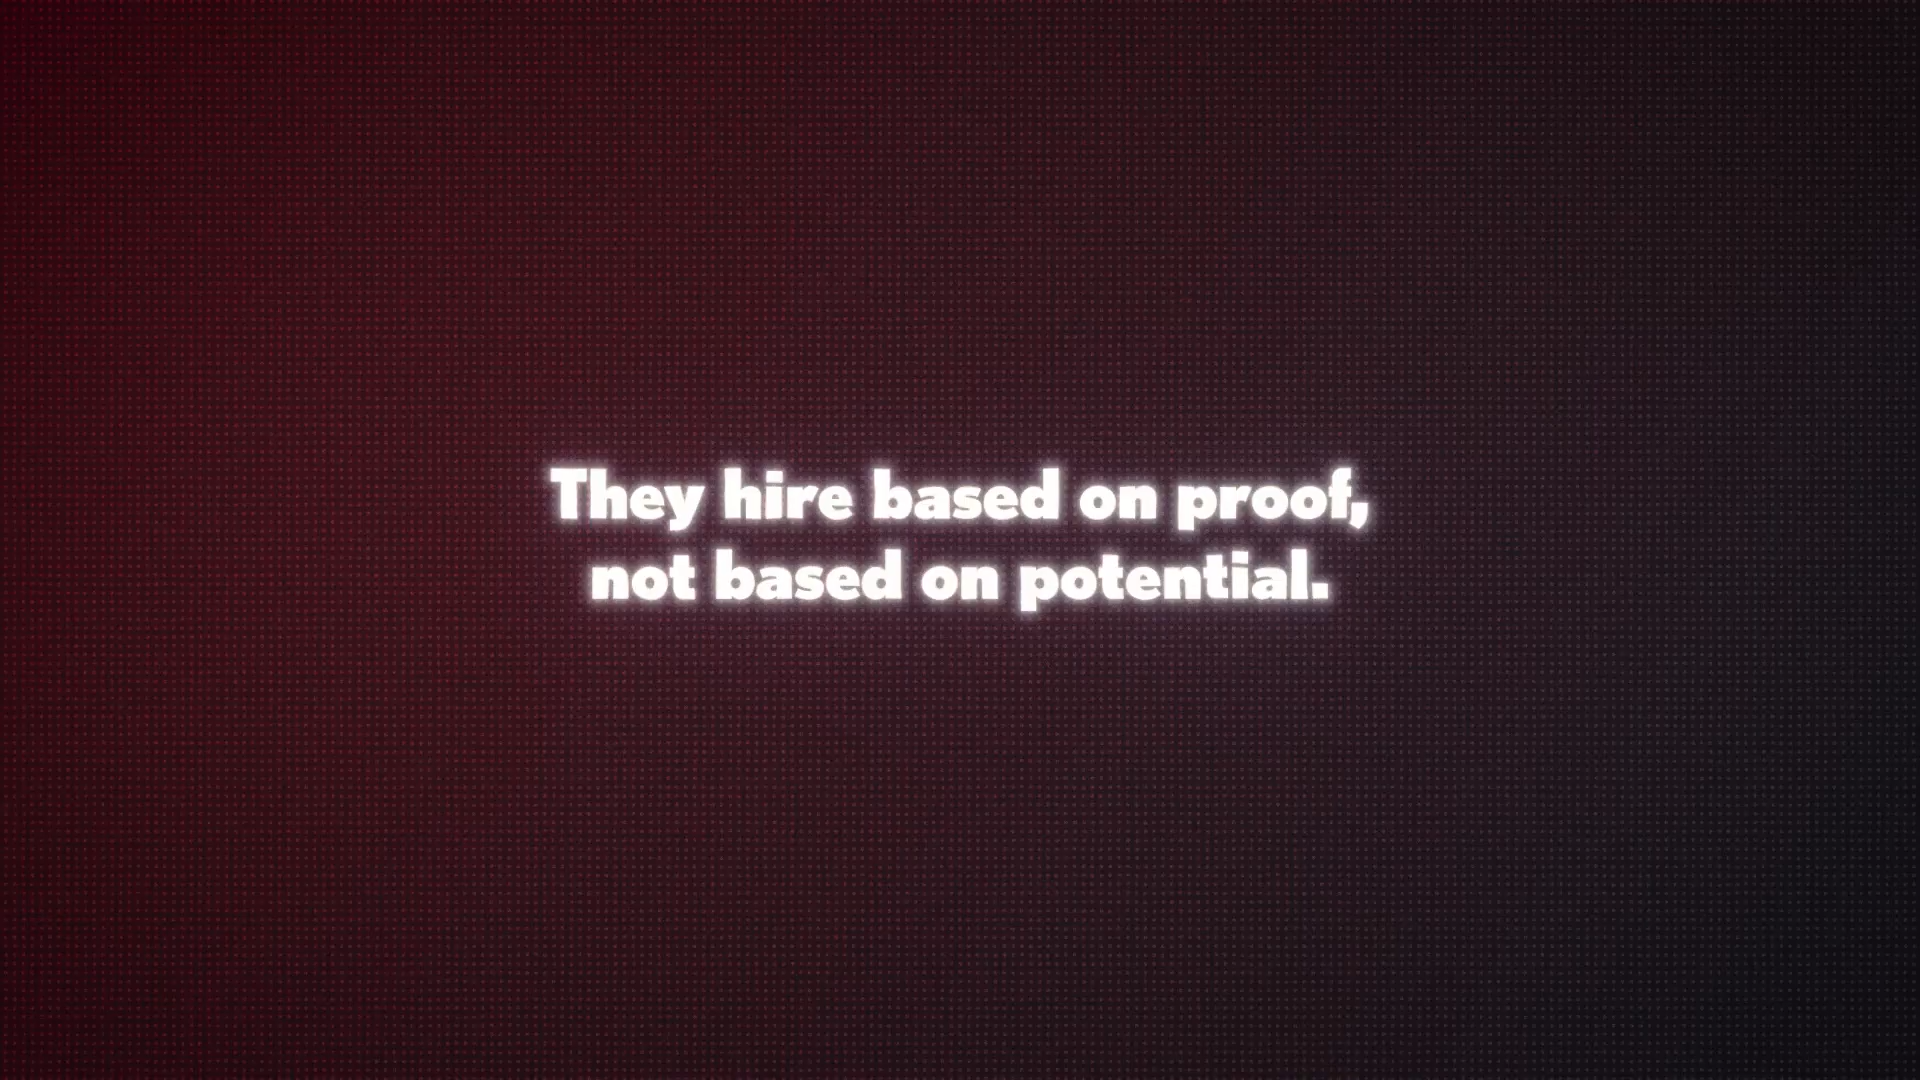 They hire based on proof,
not based on potential.